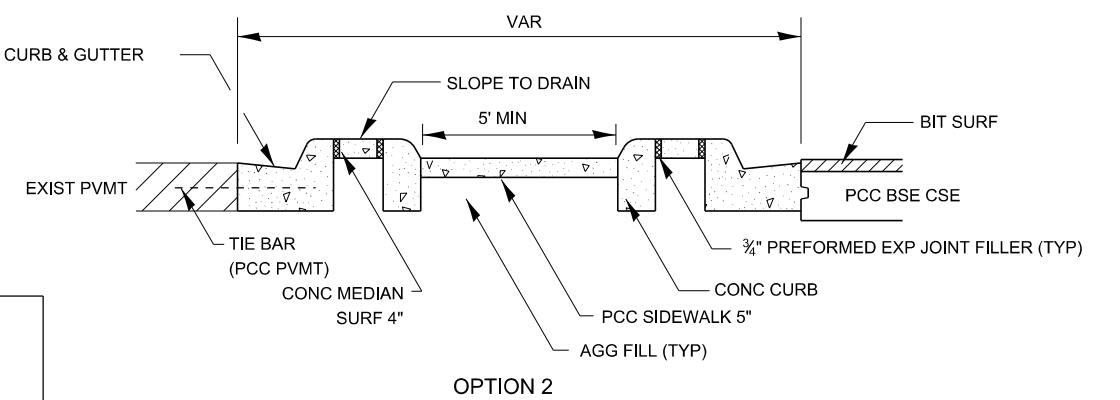 VAR
CURB & GUTTER
SLOPE TO DRAIN
5' MIN
BIT SURF
EXIST PVMT
PCC BSE CSE
TIE BAR
(PCC PVMT)
¾" PREFORMED EXP JOINT FILLER (TYP)
CONC MEDIAN
SURF 4"
CONC CURB
PCC SIDEWALK 5"
AGG FILL (TYP)
OPTION 2